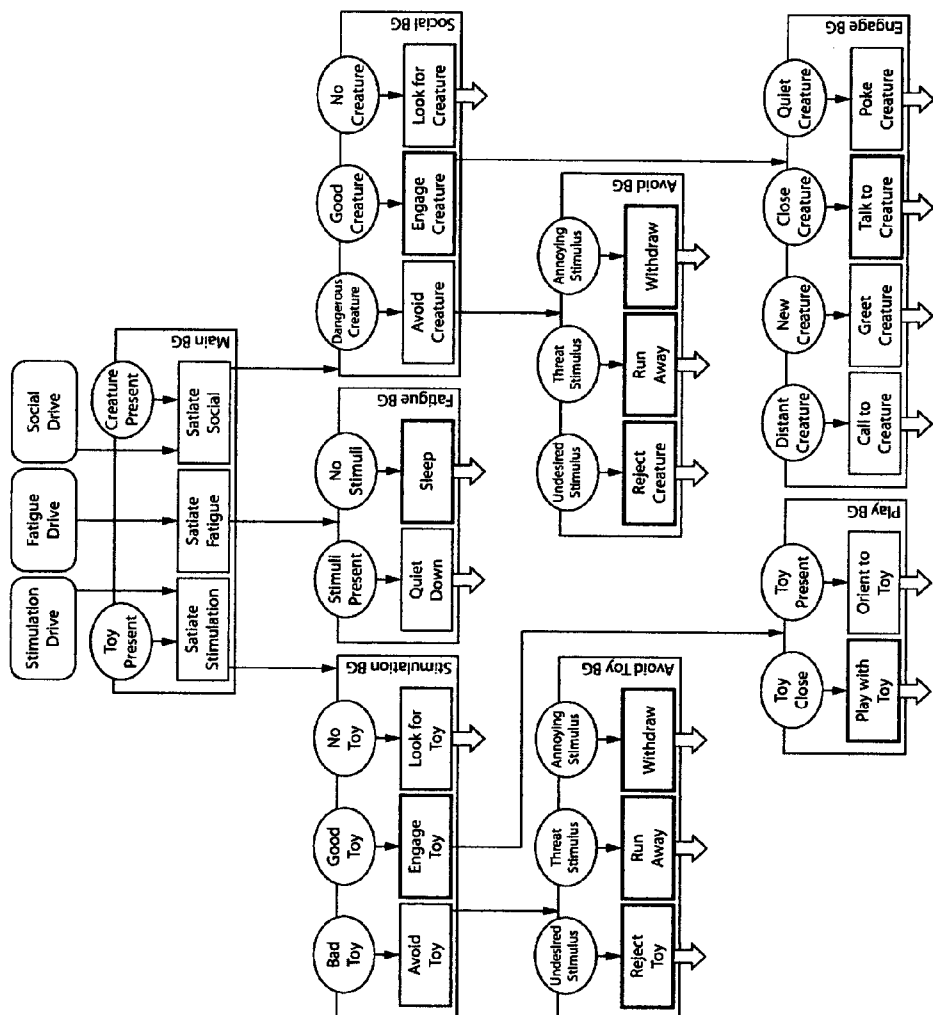 Stimulation
Drive
Fatigue
Drive
Social
Drive
Toy
Present
Creature
Present
Satiate
Stimulation
Satiate
Fatigue
Satiate
Social
Main BG
Bad
Toy
Good
Toy
No
Toy
Avoid
Toy
Engage
Toy
Look for
Toy
Stimulation BG
Stimuli
Present
No
Stimuli
Quiet
Down
Sleep
Fatigue BG
Dangerous
Creature
Good
Creature
No
Creature
Avoid
Creature
Engage
Creature
Look for
Creature
Social BG
Undesired
Stimulus
Threat
Stimulus
Annoying
Stimulus
Reject
Toy
Run
Away
Withdraw
Avoid Toy BG
Undesired
Stimulus
Threat
Stimulus
Annoying
Stimulus
Reject
Creature
Run
Away
Withdraw
Avoid BG
Toy
Close
Toy
Present
Play with
Toy
Orient to
Toy
Play BG
Distant
Creature
New
Creature
Close
Creature
Quiet
Creature
Call to
Creature
Greet
Creature
Talk to
Creature
Poke
Creature
Engage BG